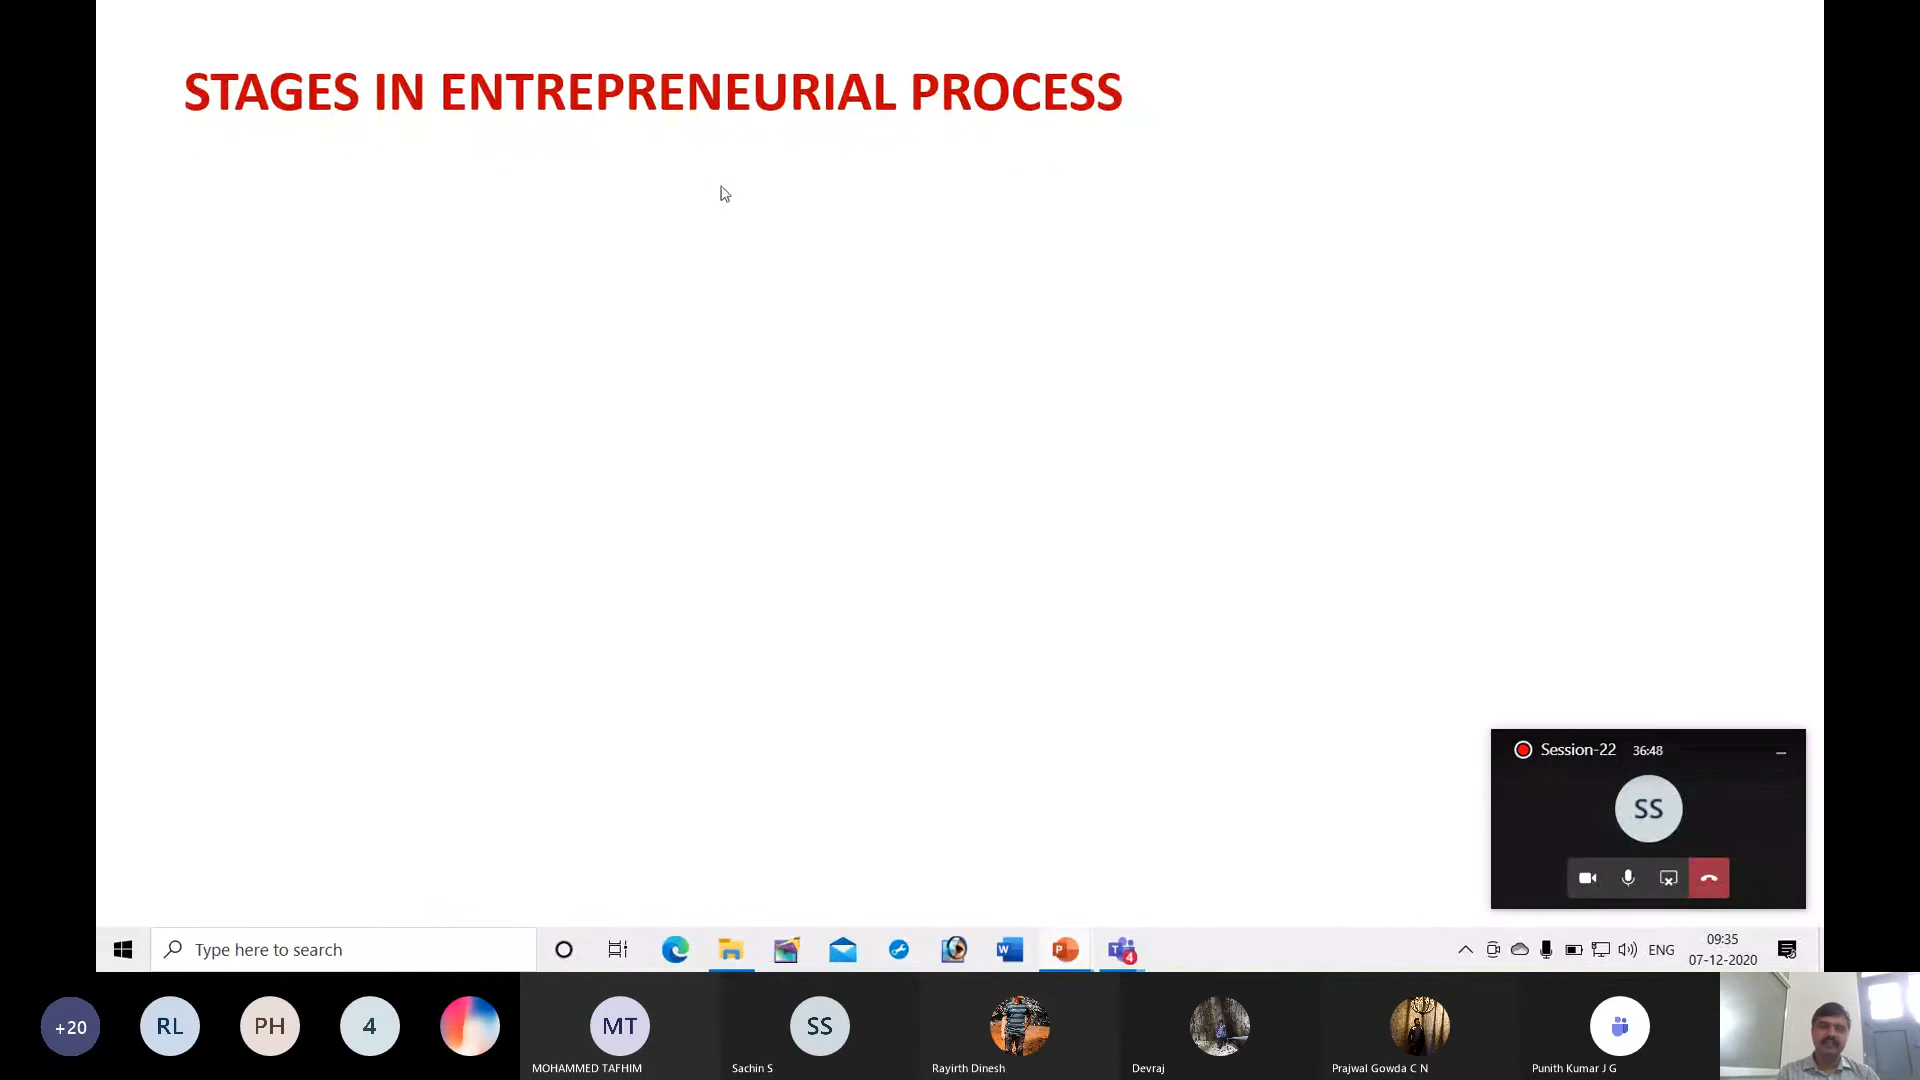 STAGES IN ENTREPRENEURIAL PROCESS
Session-22 36:48
SS
Type here to search
W
P
T
4
ENG
09:35
07-12-2020
+20
RL
PH
4
MT
SS
MOHAMMED TAFHIM
Sachin S
Rayirth Dinesh
Devraj
Prajwal Gowda C N
Punith Kumar J G